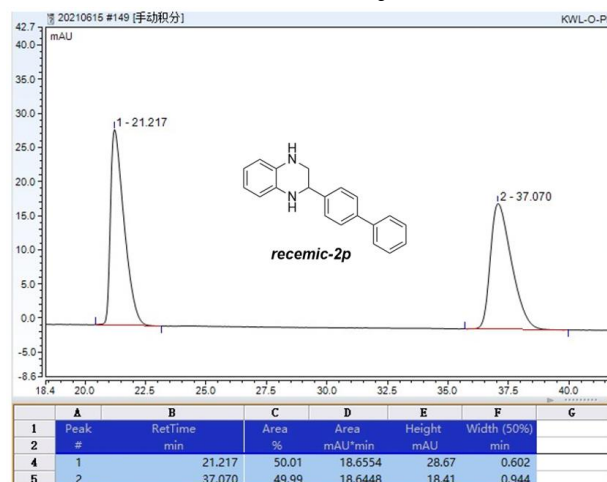 20210615 #149 [手动积分]
KWL-O-P
42.7
mAU
40.0
35.0
30.0
25.0
20.0
15.0
10.0
5.0
0.0
-5.0
-8.6
1 - 21.217
2 - 37.070
H
N
N
H
recemic-2p
18.4 20.0 22.5 25.0 27.5 30.0 32.5 35.0 37.5 40.0
A B C D E F G
1 Peak RetTime Area Area Height Width (50%)
2 # min % mAU*min mAU min
4 1 21.217 50.01 18.6554 28.67 0.602
5 2 37.070 49.99 18.6448 18.41 0.944